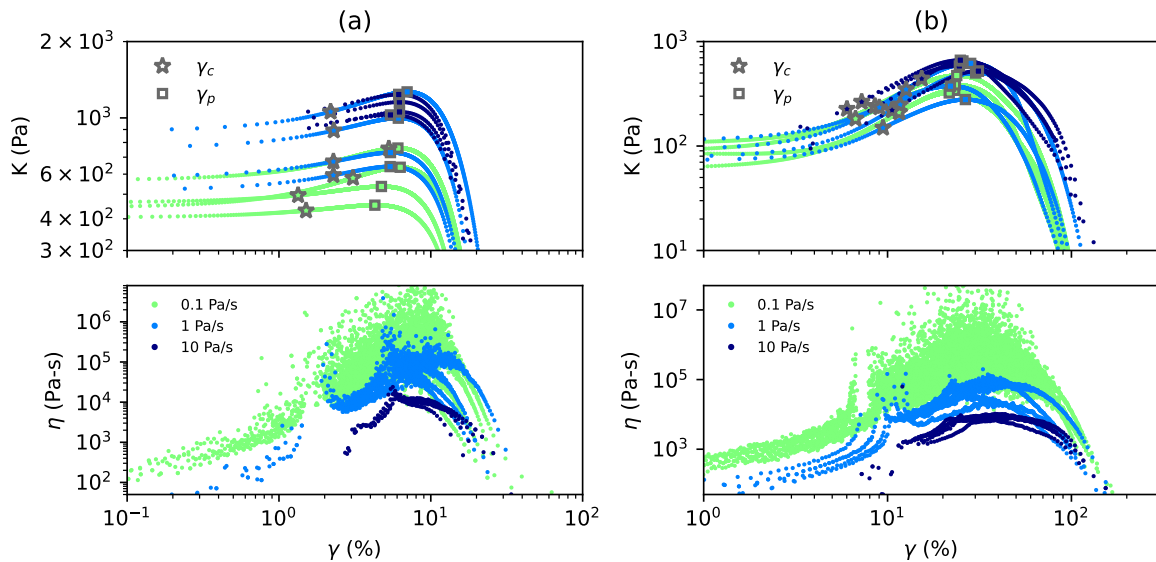 (a)
(b)
2 × 10³
10³
6 × 10²
4 × 10²
3 × 10²
K (Pa)
γc
γp
10³
10²
10¹
K (Pa)
γc
γp
10⁶
10⁵
10⁴
10³
10²
η (Pa-s)
0.1 Pa/s
1 Pa/s
10 Pa/s
10⁷
10⁵
10³
η (Pa-s)
0.1 Pa/s
1 Pa/s
10 Pa/s
10⁻¹ 10⁰ 10¹ 10²
10⁰ 10¹ 10²
γ (%)
γ (%)